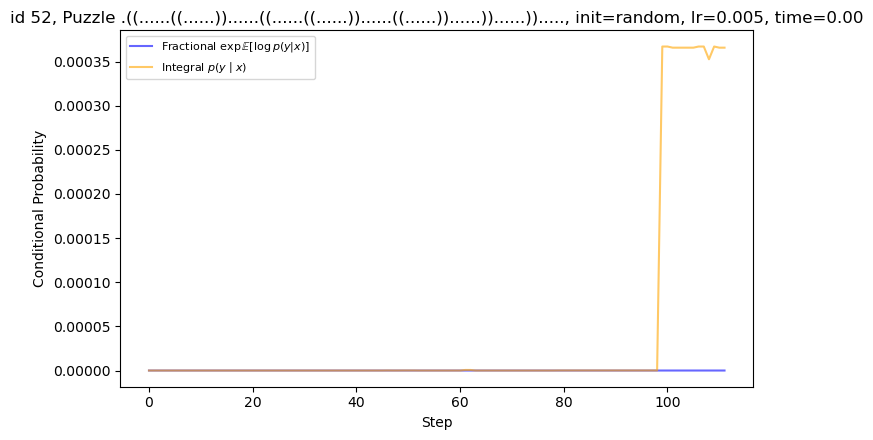 id 52, Puzzle .((......((......))......((......((......))......((......))......))......))....., init=random, lr=0.005, time=0.00
Fractional exp𝔼[log p(y|x)]
Integral p(y | x)
0.00035
0.00030
0.00025
0.00020
0.00015
0.00010
0.00005
0.00000
Conditional Probability
0 20 40 60 80 100
Step